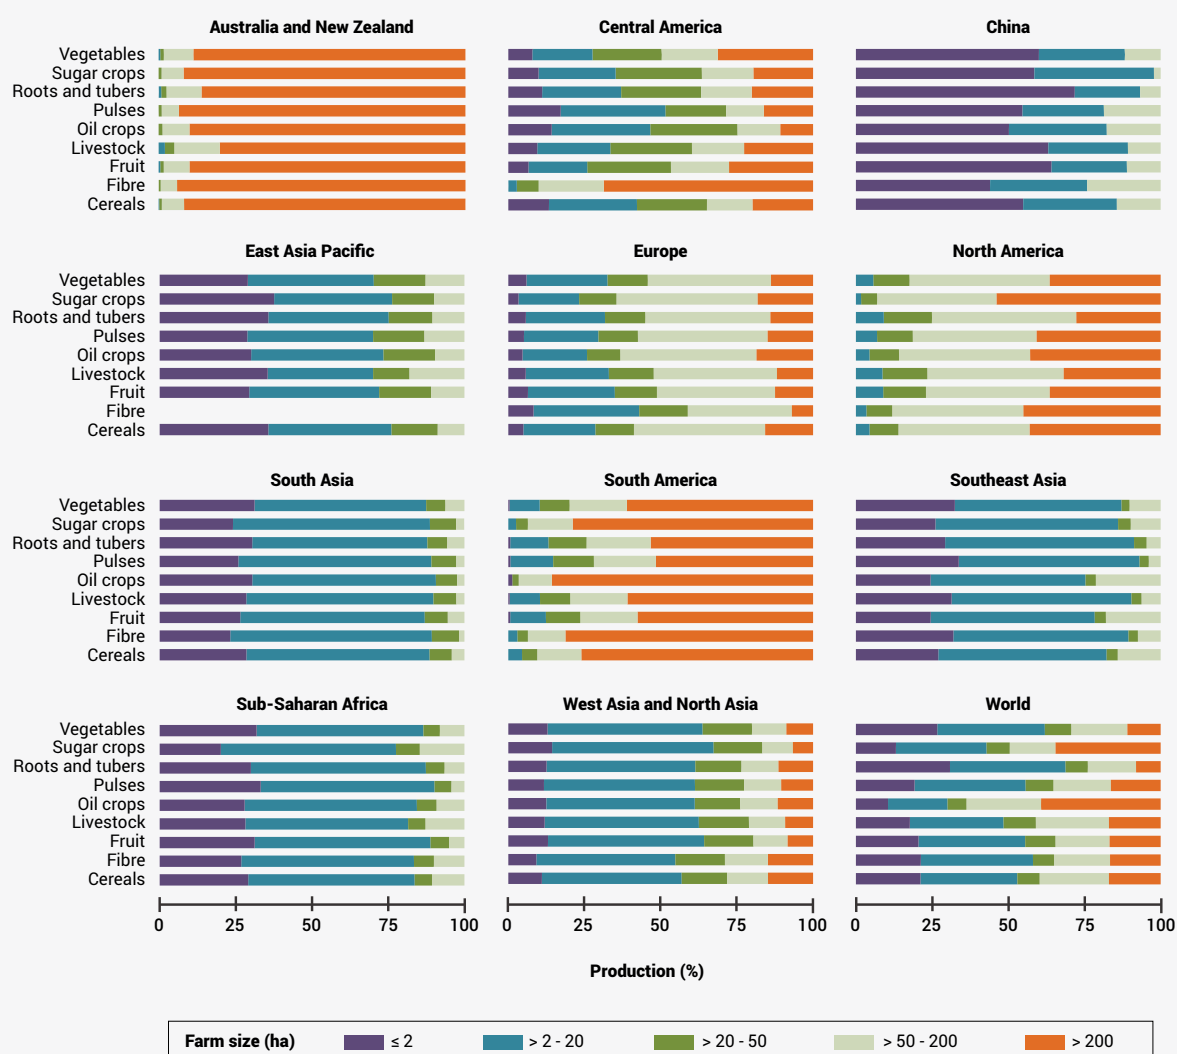 Australia and New Zealand
Central America
China
Vegetables
Sugar crops
Roots and tubers
Pulses
Oil crops
Livestock
Fruit
Fibre
Cereals
East Asia Pacific
Europe
North America
Vegetables
Sugar crops
Roots and tubers
Pulses
Oil crops
Livestock
Fruit
Fibre
Cereals
South Asia
South America
Southeast Asia
Vegetables
Sugar crops
Roots and tubers
Pulses
Oil crops
Livestock
Fruit
Fibre
Cereals
Sub-Saharan Africa
West Asia and North Asia
World
Vegetables
Sugar crops
Roots and tubers
Pulses
Oil crops
Livestock
Fruit
Fibre
Cereals
0 25 50 75 100
0 25 50 75 100
0 25 50 75 100
Production (%)
Farm size (ha) ≤ 2 > 2 - 20 > 20 - 50 > 50 - 200 > 200